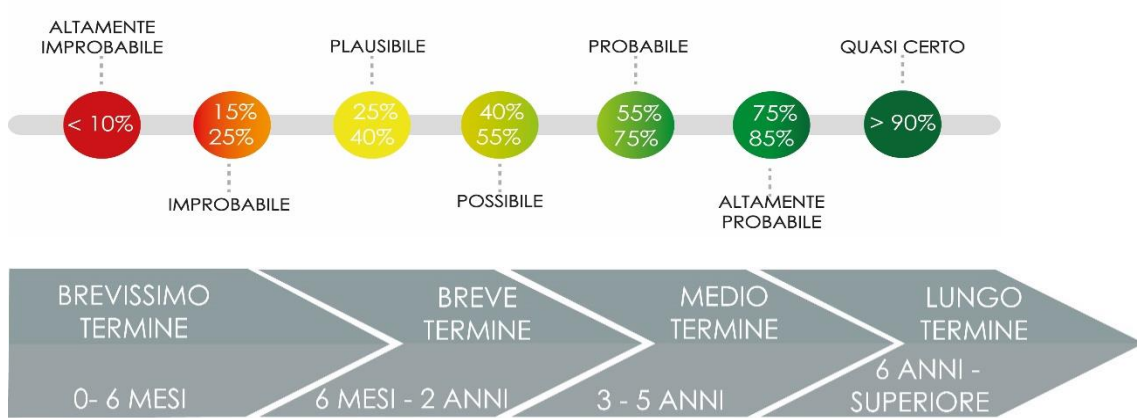 ALTAMENTE
IMPROBABILE
PLAUSIBILE
PROBABILE
QUASI CERTO
< 10%
15%
25%
25%
40%
40%
55%
55%
75%
75%
85%
> 90%
IMPROBABILE
POSSIBILE
ALTAMENTE
PROBABILE
BREVISSIMO
TERMINE
BREVE
TERMINE
MEDIO
TERMINE
LUNGO
TERMINE
0- 6 MESI
6 MESI - 2 ANNI
3 - 5 ANNI
6 ANNI -
SUPERIORE